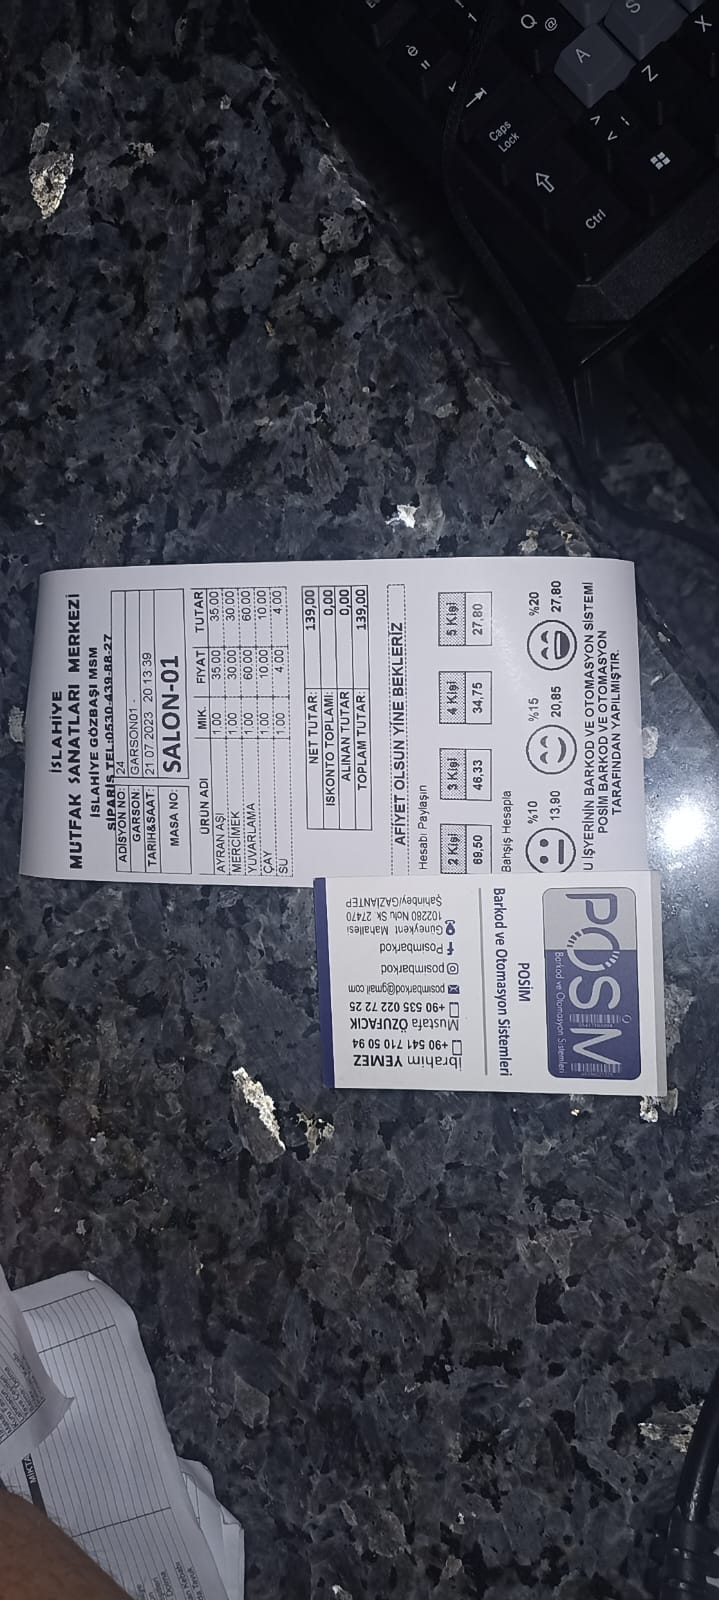 İSLAHİYE
MUTFAK SANATLARI MERKEZİ
İSLAHİYE GÖZBAŞI MSM
SİPARİŞ TEL:0530-439-88-27
ADİSYON NO: 24
GARSON: GARSON01 .
TARİH&SAAT: 21 07 2023 20 13:39
MASA NO: SALON-01
ÜRÜN ADI MİK. FİYAT TUTAR
AYRAN AŞI 1,00 35,00 35,00
MERCİMEK 1,00 30,00 30,00
YUVARLAMA 1,00 60,00 60,00
ÇAY 1,00 10,00 10,00
SU 1,00 4,00 4,00
NET TUTAR: 139,00
ISKONTO TOPLAMI: 0,00
ALINAN TUTAR 0,00
TOPLAM TUTAR: 139,00
AFİYET OLSUN YİNE BEKLERİZ
Hesabı Paylaşın
2 Kişi 3 Kişi 4 Kişi 5 Kişi
69,50 46,33 34,75 27,80
Bahşiş Hesapla
%10 %15 %20
13,90 20,85 27,80
U İŞYERİNİN BARKOD VE OTOMASYON SİSTEMİ
POSİM BARKOD VE OTOMASYON
TARAFINDAN YAPILMIŞTIR.
POSİM
Barkod ve Otomasyon Sistemleri
POSİM
Barkod ve Otomasyon Sistemleri
İbrahim YEMEZ
+90 541 710 50 94
Mustafa ÖZUFACIK
+90 535 022 72 25
posimbarkod@gmail.com
posimbarkod
Posimbarkod
Güneykent Mahallesi
102280 Nolu SK 27470
Şahinbey/GAZİANTEP
Q @
A
S
Z
X
é
"
1
Caps
Lock
>
<
Ctrl
MİKTA